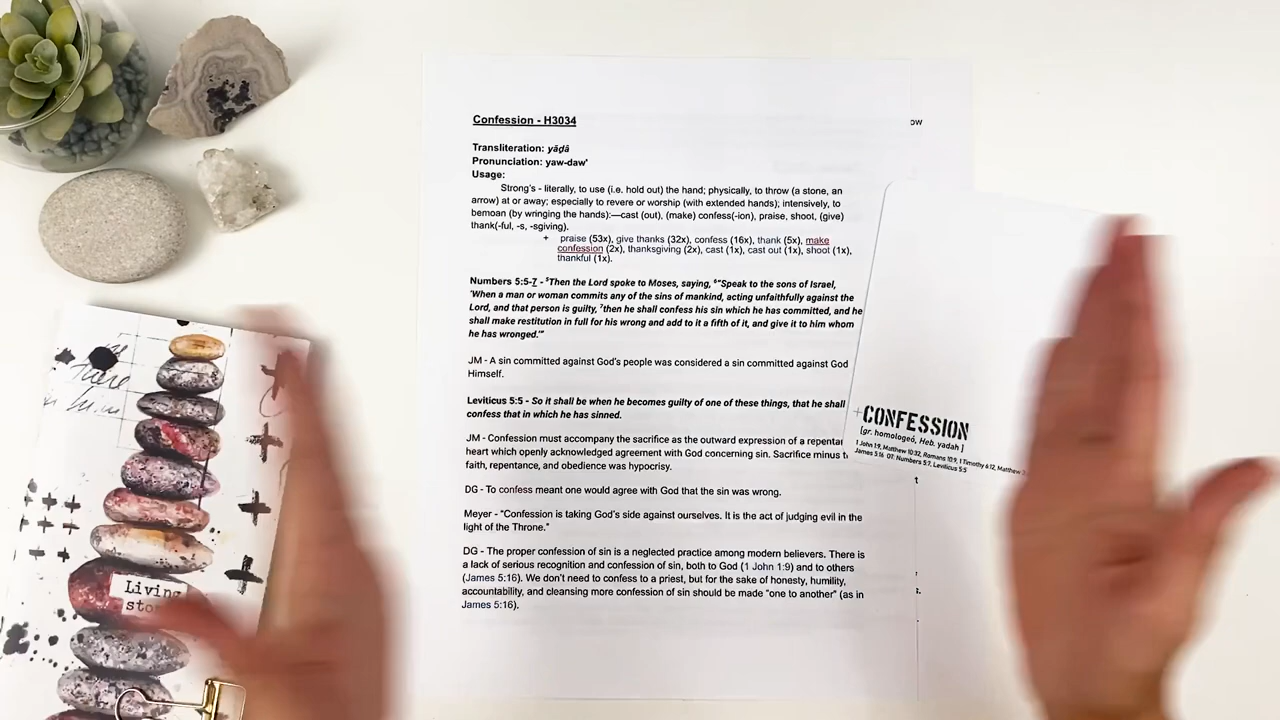 Confession - H3034
Transliteration: yāḏâ
Pronunciation: yaw-daw'
Usage:
Strong's - literally, to use (i.e. hold out) the hand; physically, to throw (a stone, an
arrow) at or away; especially to revere or worship (with extended hands); intensively, to
bemoan (by wringing the hands):—cast (out), (make) confess(-ion), praise, shoot, (give)
thank(-ful, -s, -sgiving).
+ praise (53x), give thanks (32x), confess (16x), thank (5x), make
confession (2x), thanksgiving (2x), cast (1x), cast out (1x), shoot (1x),
thankful (1x).
Numbers 5:5-7 - ⁵Then the Lord spoke to Moses, saying, ⁶"Speak to the sons of Israel,
'When a man or woman commits any of the sins of mankind, acting unfaithfully against the
Lord, and that person is guilty, ⁷then he shall confess his sin which he has committed, and he
shall make restitution in full for his wrong and add to it a fifth of it, and give it to him whom
he has wronged.'"
JM - A sin committed against God's people was considered a sin committed against God
Himself.
Leviticus 5:5 - So it shall be when he becomes guilty of one of these things, that he shall
confess that in which he has sinned.
JM - Confession must accompany the sacrifice as the outward expression of a repentan
heart which openly acknowledged agreement with God concerning sin. Sacrifice minus t
faith, repentance, and obedience was hypocrisy.
DG - To confess meant one would agree with God that the sin was wrong.
Meyer - "Confession is taking God's side against ourselves. It is the act of judging evil in the
light of the Throne."
DG - The proper confession of sin is a neglected practice among modern believers. There is
a lack of serious recognition and confession of sin, both to God (1 John 1:9) and to others
(James 5:16). We don't need to confess to a priest, but for the sake of honesty, humility,
accountability, and cleansing more confession of sin should be made "one to another" (as in
James 5:16).
ow
+CONFESSION
[gr. homologeó, Heb. yadah ]
1 John 1:9, Matthew 10:32, Romans 10:9, 1 Timothy 6:12, Matthew 3
James 5:16 OT: Numbers 5:7, Leviticus 5:5
Living